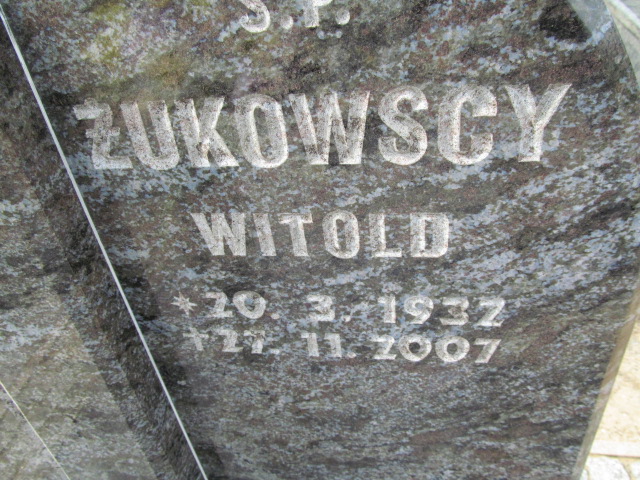 Ś.P.
ŻUKOWSCY
WITOLD
* 20. 3. 1932
+ 27. 11. 2007